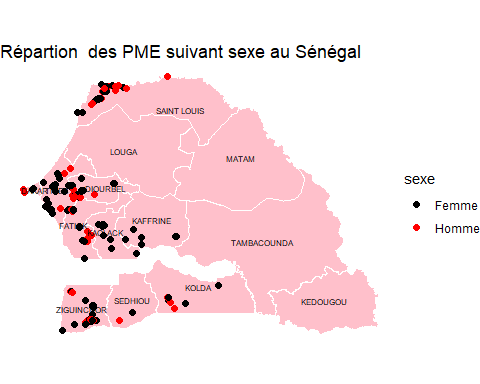 Répartion  des PME suivant sexe au Sénégal
SAINT LOUIS
LOUGA
MATAM
DIOURBEL
KAFFRINE
TAMBACOUNDA
KOLDA
SEDHIOU
KEDOUGOU
sexe
Femme
Homme